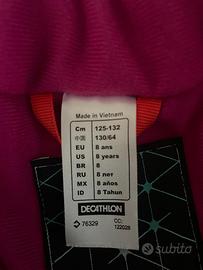 Made in Vietnam
Cm 125-132
中国 130/64
EU 8 ans
US 8 years
BR 8
RU 8 лет
MX 8 años
ID 8 Tahun
DECATHLON
76329 CC: 122028
subito